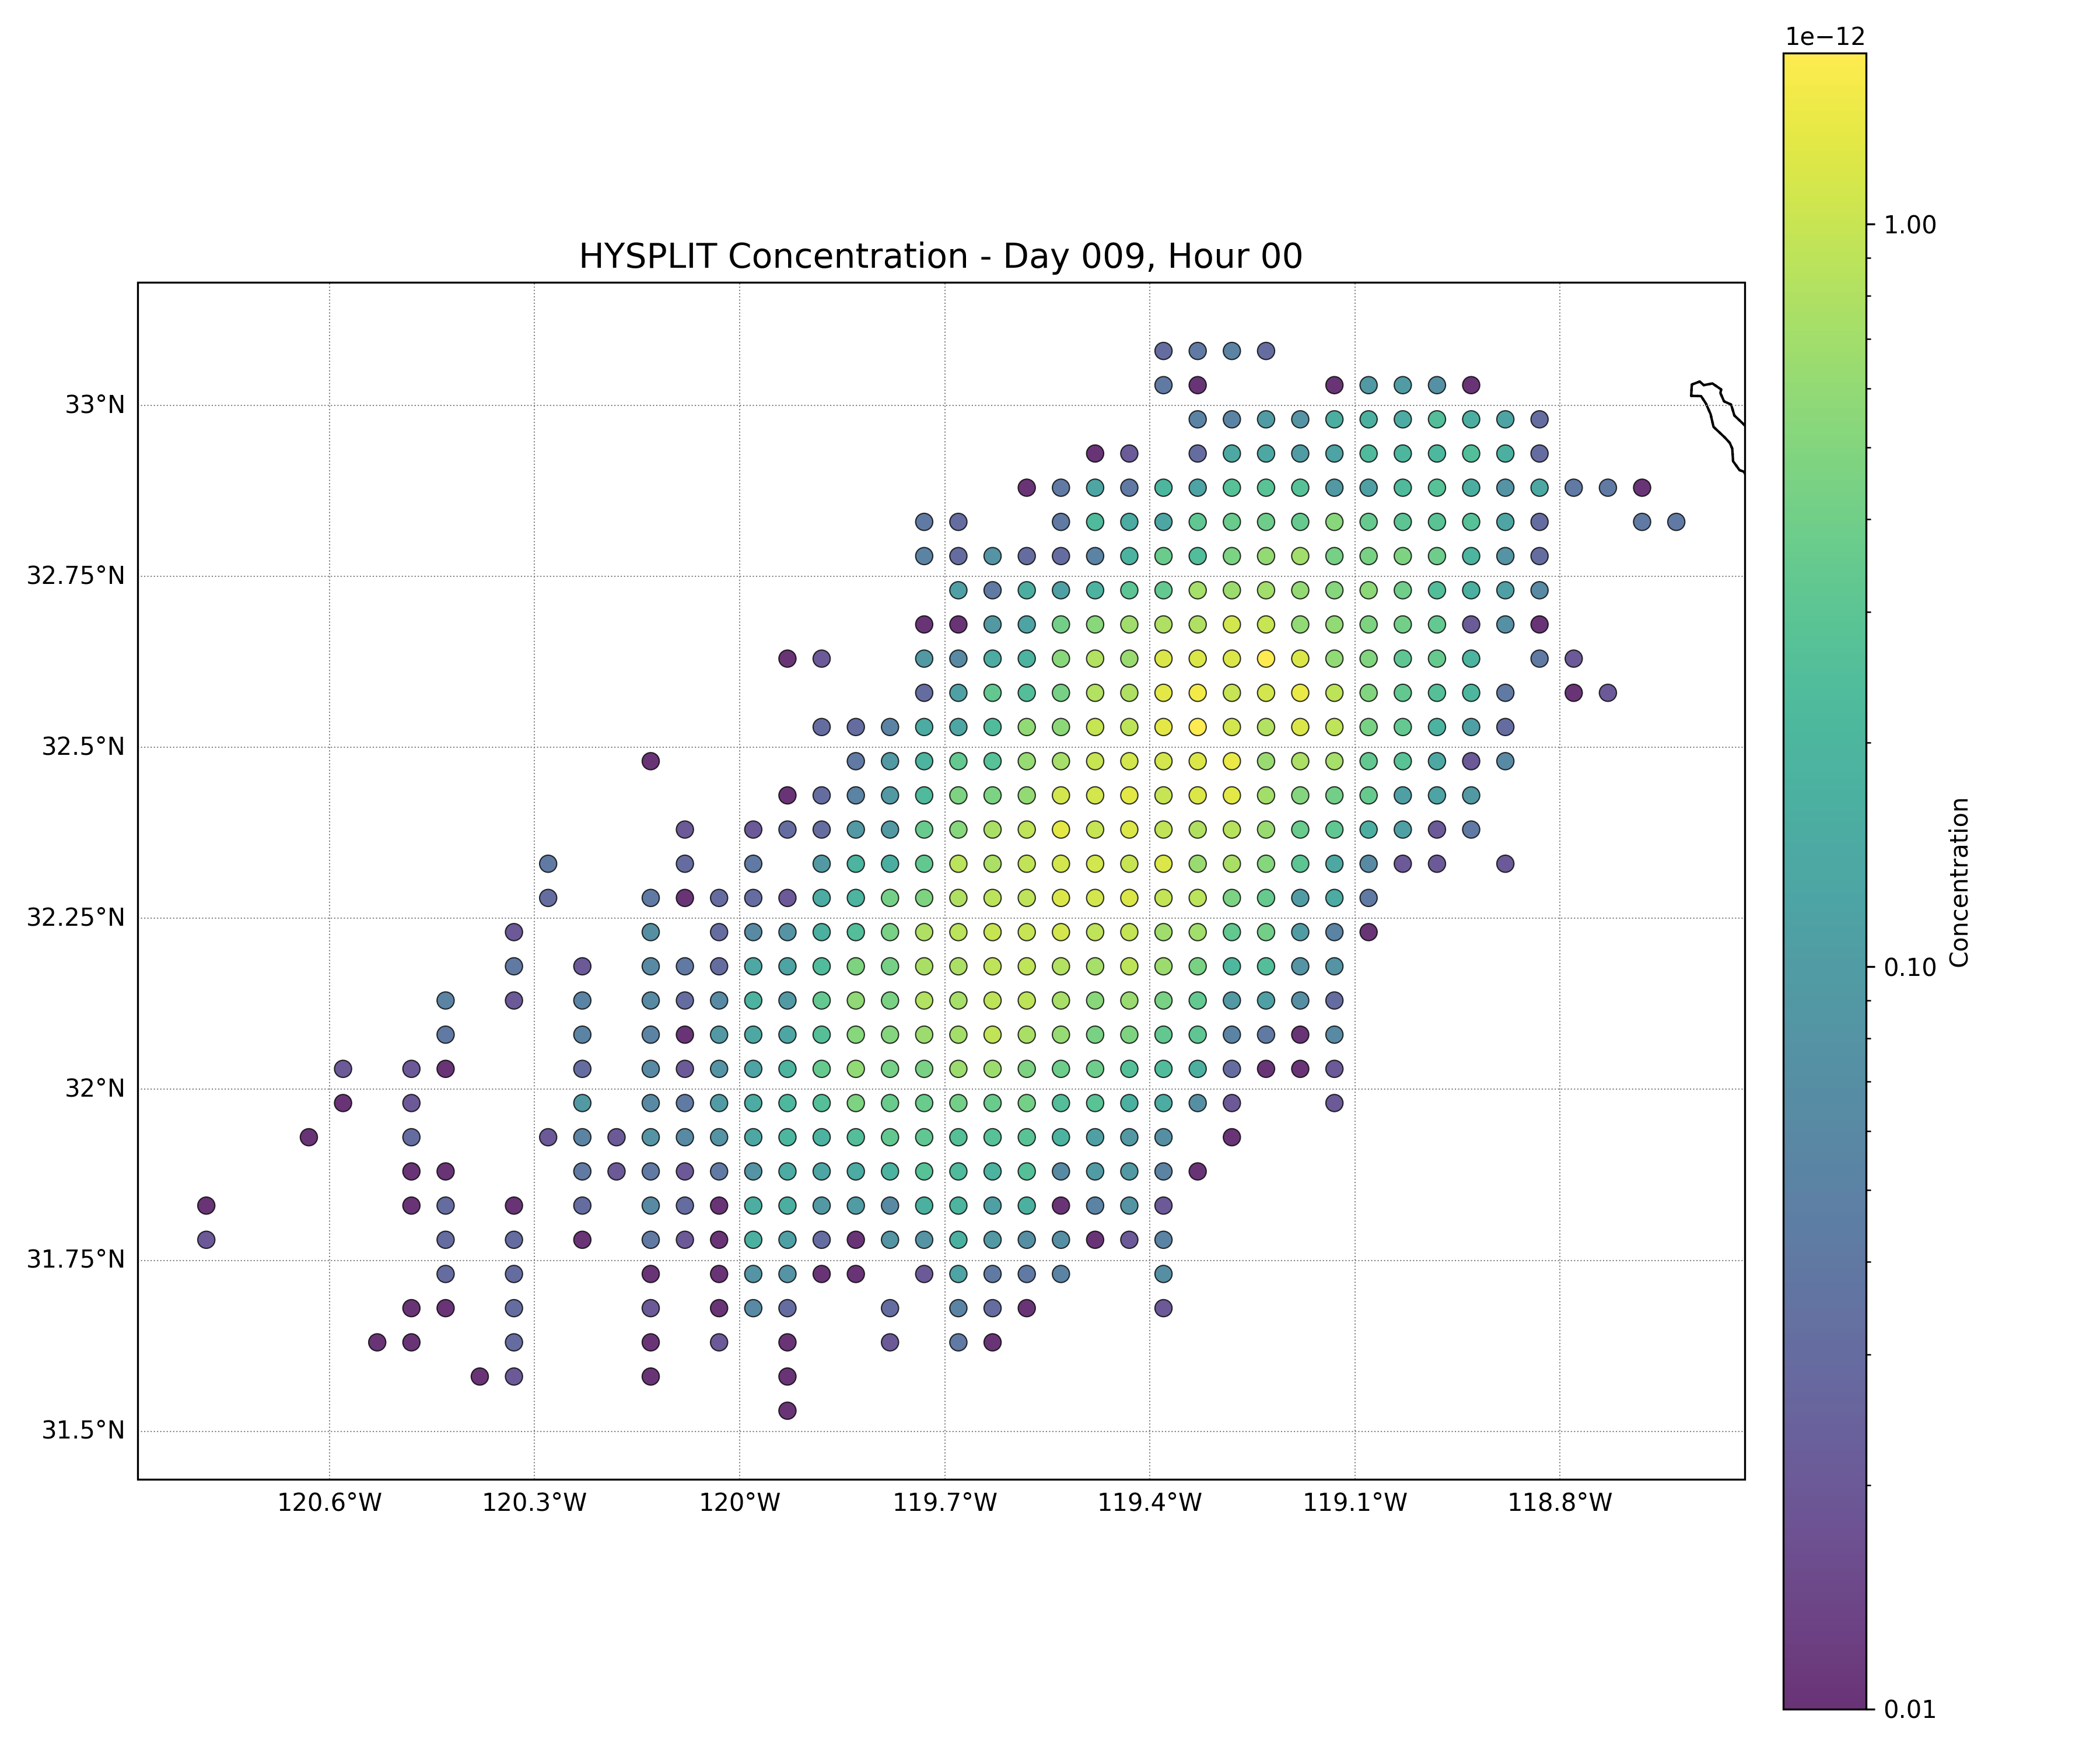 1e−12
HYSPLIT Concentration - Day 009, Hour 00
33°N
32.75°N
32.5°N
32.25°N
32°N
31.75°N
31.5°N
120.6°W
120.3°W
120°W
119.7°W
119.4°W
119.1°W
118.8°W
1.00
0.10
0.01
Concentration